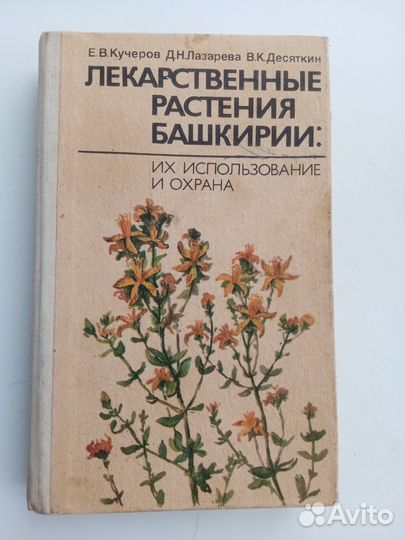 Е.В.Кучеров Д.Н.Лазарева В.К.Десяткин
ЛЕКАРСТВЕННЫЕ
РАСТЕНИЯ
БАШКИРИИ:
ИХ ИСПОЛЬЗОВАНИЕ
И ОХРАНА
Avito